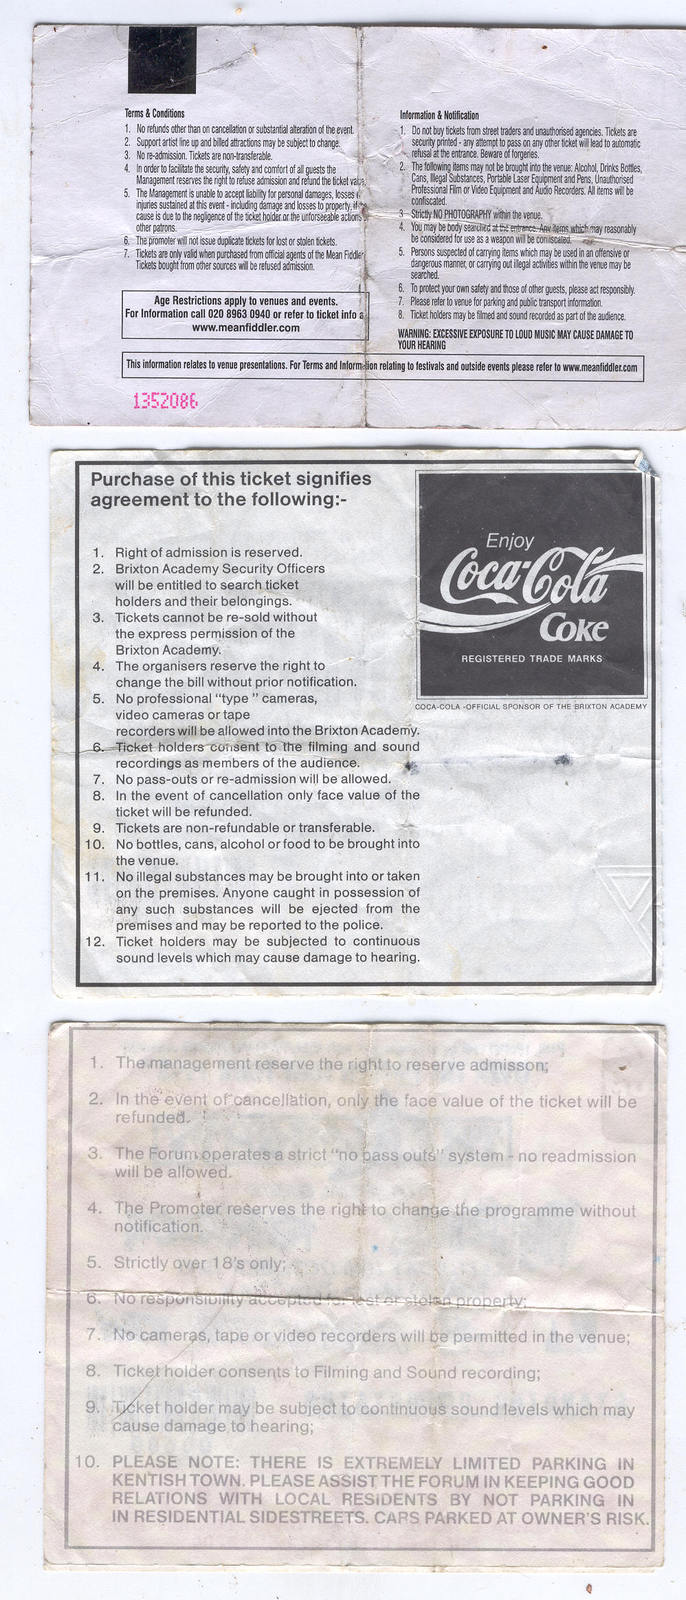 Terms & Conditions
1. No refunds other than on cancellation or substantial alteration of the event.
2. Support artist line up and billed attractions may be subject to change.
3. No re-admission. Tickets are non-transferable.
4. In order to facilitate the security, safety and comfort of all guests the
Management reserves the right to refuse admission and refund the ticket value.
5. The Management is unable to accept liability for personal damages, losses
injuries sustained at this event - including damage and losses to property, if
cause is due to the negligence of the ticket holder or the unforseeable actions
other patrons.
6. The promoter will not issue duplicate tickets for lost or stolen tickets.
7. Tickets are only valid when purchased from official agents of the Mean Fiddler
Tickets bought from other sources will be refused admission.
Age Restrictions apply to venues and events.
For Information call 020 8963 0940 or refer to ticket info a
www.meanfiddler.com
Information & Notification
1. Do not buy tickets from street traders and unauthorised agencies. Tickets are
security printed - any attempt to pass on any other ticket will lead to automatic
refusal at the entrance. Beware of forgeries.
2. The following items may not be brought into the venue: Alcohol, Drinks Bottles,
Cans, Illegal Substances, Portable Laser Equipment and Pens, Unauthorised
Professional Film or Video Equipment and Audio Recorders. All items will be
confiscated.
3 Strictly NO PHOTOGRAPHY within the venue.
4. You may be body searched at the entrance. Any items which may reasonably
be considered for use as a weapon will be confiscated.
5. Persons suspected of carrying items which may be used in an offensive or
dangerous manner, or carrying out illegal activities within the venue may be
searched.
6. To protect your own safety and those of other guests, please act responsibly.
7. Please refer to venue for parking and public transport information.
8. Ticket holders may be filmed and sound recorded as part of the audience.
WARNING: EXCESSIVE EXPOSURE TO LOUD MUSIC MAY CAUSE DAMAGE TO
YOUR HEARING
This information relates to venue presentations. For Terms and Information relating to festivals and outside events please refer to www.meanfiddler.com
1352086
Purchase of this ticket signifies
agreement to the following:-
1. Right of admission is reserved.
2. Brixton Academy Security Officers
will be entitled to search ticket
holders and their belongings.
3. Tickets cannot be re-sold without
the express permission of the
Brixton Academy.
4. The organisers reserve the right to
change the bill without prior notification.
5. No professional "type " cameras,
video cameras or tape
recorders will be allowed into the Brixton Academy.
6. Ticket holders consent to the filming and sound
recordings as members of the audience.
7. No pass-outs or re-admission will be allowed.
8. In the event of cancellation only face value of the
ticket will be refunded.
9. Tickets are non-refundable or transferable.
10. No bottles, cans, alcohol or food to be brought into
the venue.
11. No illegal substances may be brought into or taken
on the premises. Anyone caught in possession of
any such substances will be ejected from the
premises and may be reported to the police.
12. Ticket holders may be subjected to continuous
sound levels which may cause damage to hearing.
Enjoy
Coca-Cola
Coke
REGISTERED TRADE MARKS
COCA-COLA -OFFICIAL SPONSOR OF THE BRIXTON ACADEMY
1. The management reserve the right to reserve admisson;
2. In the event of cancellation, only the face value of the ticket will be
refunded.
3. The Forum operates a strict "no pass outs" system - no readmission
will be allowed.
4. The Promoter reserves the right to change the programme without
notification.
5. Strictly over 18's only;
6. No responsibility accepted for lost or stolen property;
7. No cameras, tape or video recorders will be permitted in the venue;
8. Ticket holder consents to Filming and Sound recording;
9. Ticket holder may be subject to continuous sound levels which may
cause damage to hearing;
10. PLEASE NOTE: THERE IS EXTREMELY LIMITED PARKING IN
KENTISH TOWN. PLEASE ASSIST THE FORUM IN KEEPING GOOD
RELATIONS WITH LOCAL RESIDENTS BY NOT PARKING IN
IN RESIDENTIAL SIDESTREETS. CARS PARKED AT OWNER'S RISK.